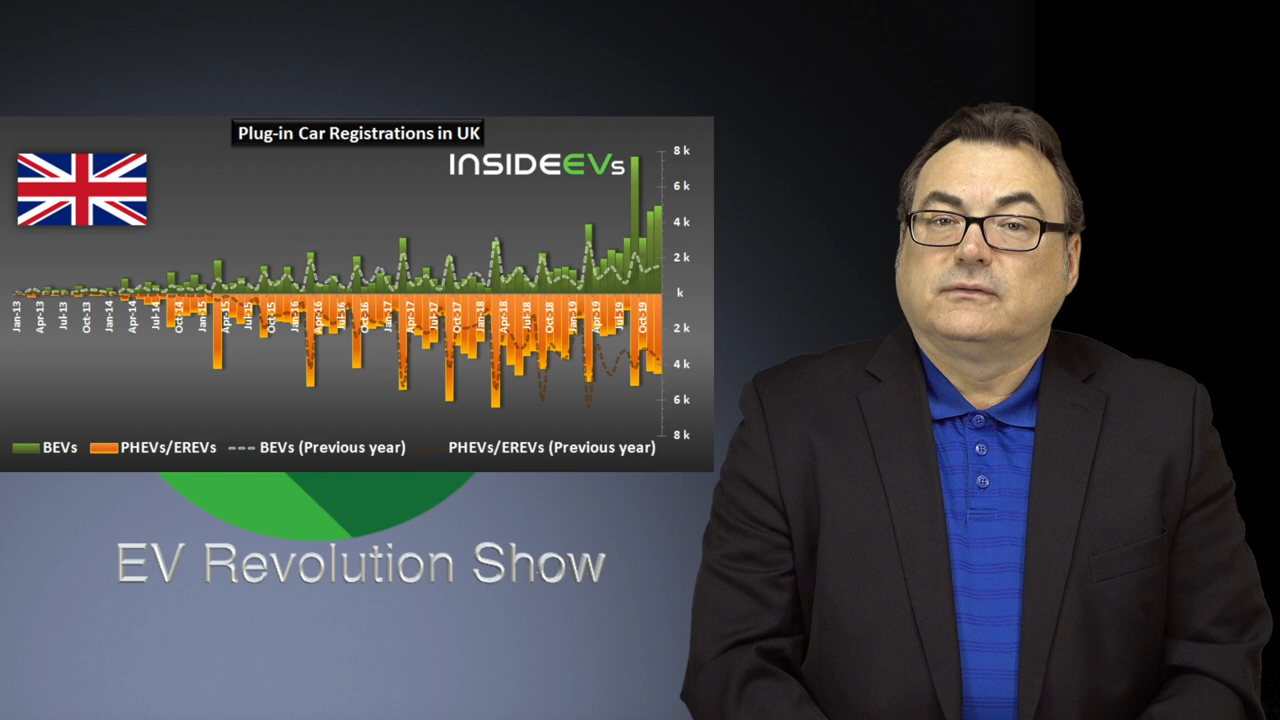 Plug-in Car Registrations in UK
INSIDEEVs
8 k
6 k
4 k
2 k
k
2 k
4 k
6 k
8 k
Jan-13
Apr-13
Jul-13
Oct-13
Jan-14
Apr-14
Jul-14
Oct-14
Jan-15
Apr-15
Jul-15
Oct-15
Jan-16
Apr-16
Jul-16
Oct-16
Jan-17
Apr-17
Jul-17
Oct-17
Jan-18
Apr-18
Jul-18
Oct-18
Jan-19
Apr-19
Jul-19
Oct-19
BEVs PHEVs/EREVs BEVs (Previous year) PHEVs/EREVs (Previous year)
EV Revolution Show